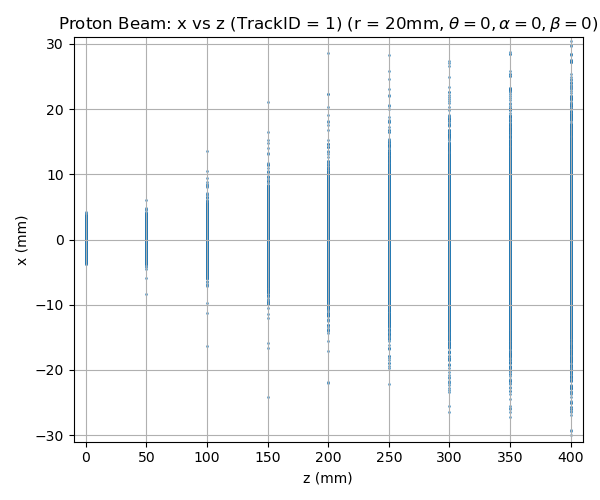 Proton Beam: x vs z (TrackID = 1) (r = 20mm, θ = 0, α = 0, β = 0)
30
20
10
0
−10
−20
−30
x (mm)
0 50 100 150 200 250 300 350 400
z (mm)